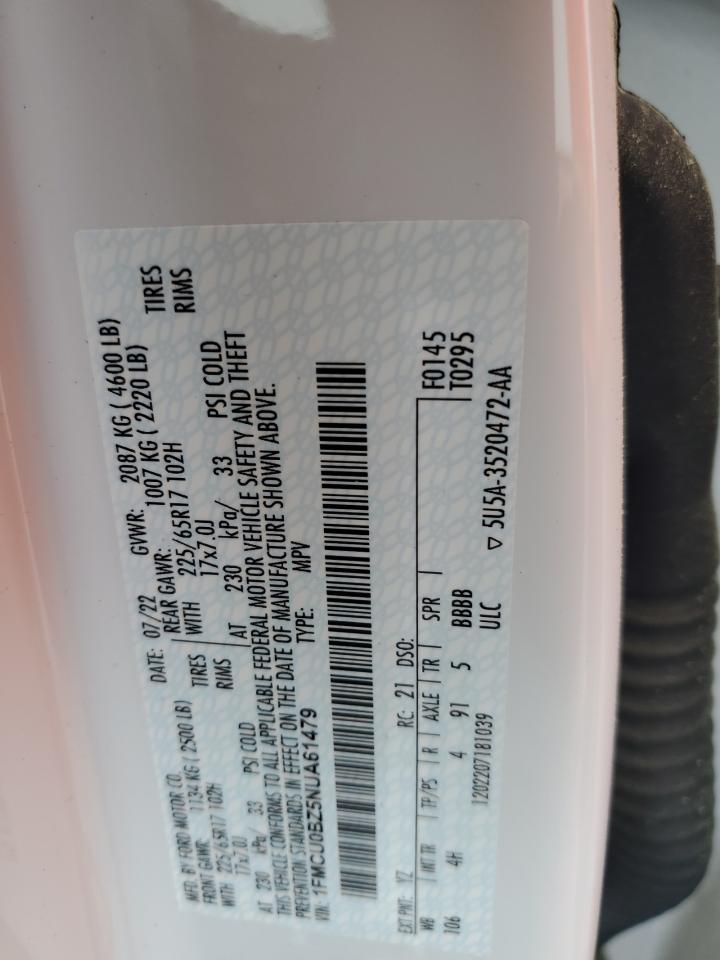 MFD. BY FORD MOTOR CO.
DATE: 07/22 GVWR: 2087 KG ( 4600 LB)
FRONT GAWR: 1134 KG ( 2500 LB) REAR GAWR: 1007 KG ( 2220 LB)
WITH 225/65R17 102H TIRES WITH 225/65R17 102H TIRES
17x7.0J RIMS 17x7.0J RIMS
AT 230 kPa/ 33 PSI COLD AT 230 kPa/ 33 PSI COLD
THIS VEHICLE CONFORMS TO ALL APPLICABLE FEDERAL MOTOR VEHICLE SAFETY AND THEFT
PREVENTION STANDARDS IN EFFECT ON THE DATE OF MANUFACTURE SHOWN ABOVE.
VIN: 1FMCU0BZ5NUA61479 TYPE: MPV
EXT PNT: YZ RC: 21 DSO: F0145
WB INT TR TP/PS R AXLE TR SPR T0295
106 4H 4 91 5 BBBB
1202207181039 ULC ▽ 5U5A-3520472-AA